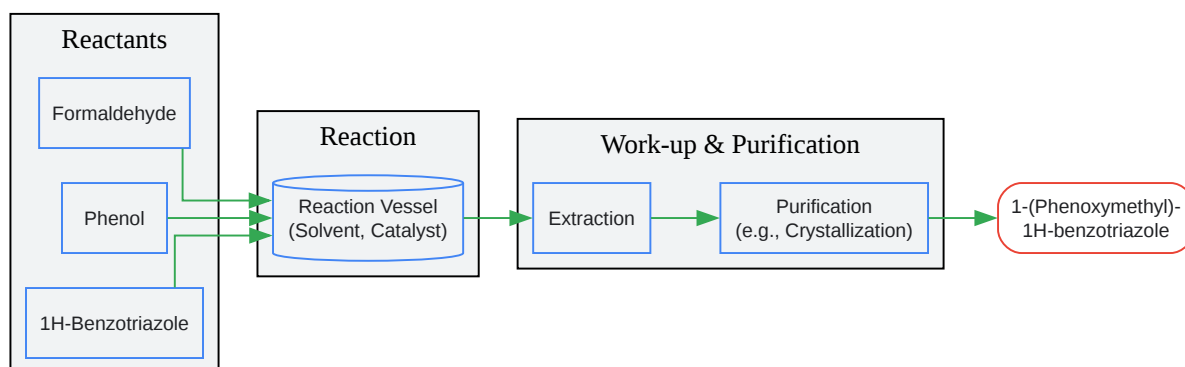 Reactants
Formaldehyde
Phenol
1H-Benzotriazole
Reaction
Reaction Vessel
(Solvent, Catalyst)
Work-up & Purification
Extraction
Purification
(e.g., Crystallization)
1-(Phenoxymethyl)-
1H-benzotriazole